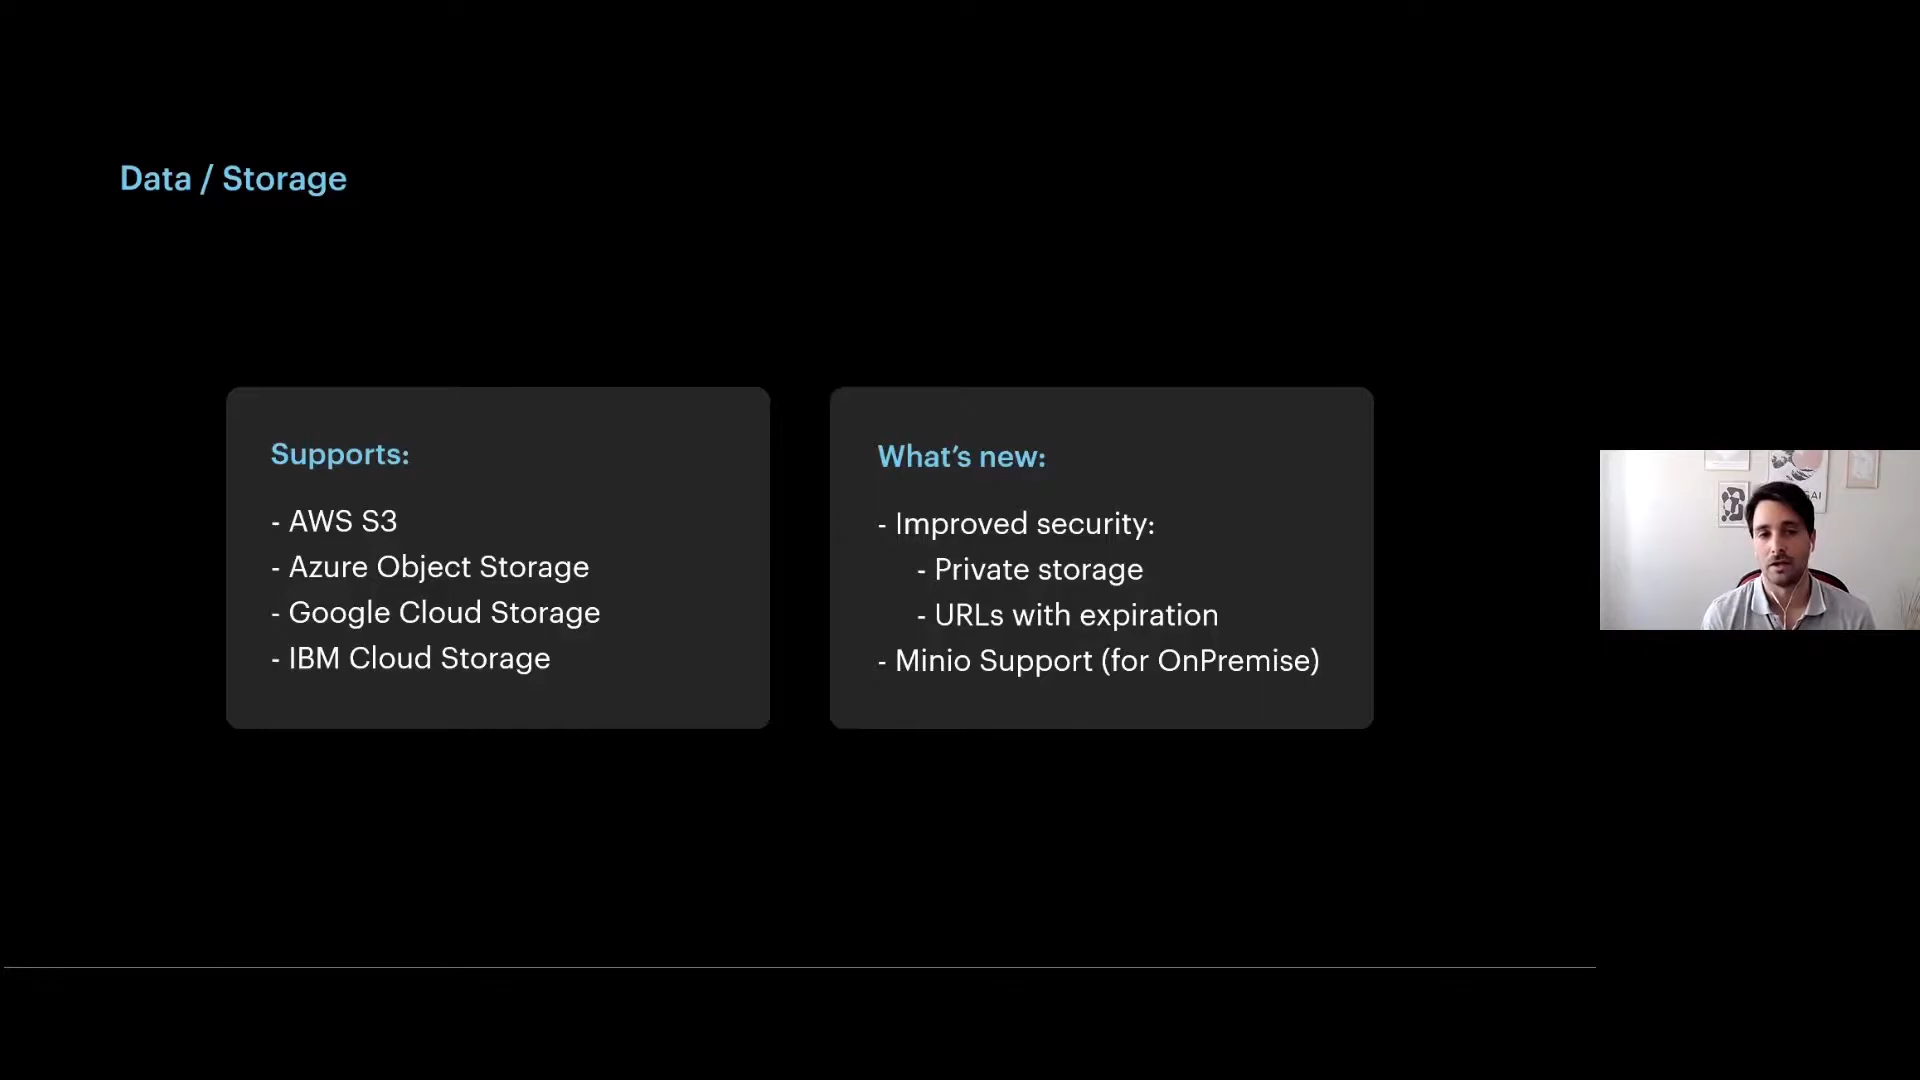 Data / Storage
Supports:
- AWS S3
- Azure Object Storage
- Google Cloud Storage
- IBM Cloud Storage
What's new:
- Improved security:
- Private storage
- URLs with expiration
- Minio Support (for OnPremise)